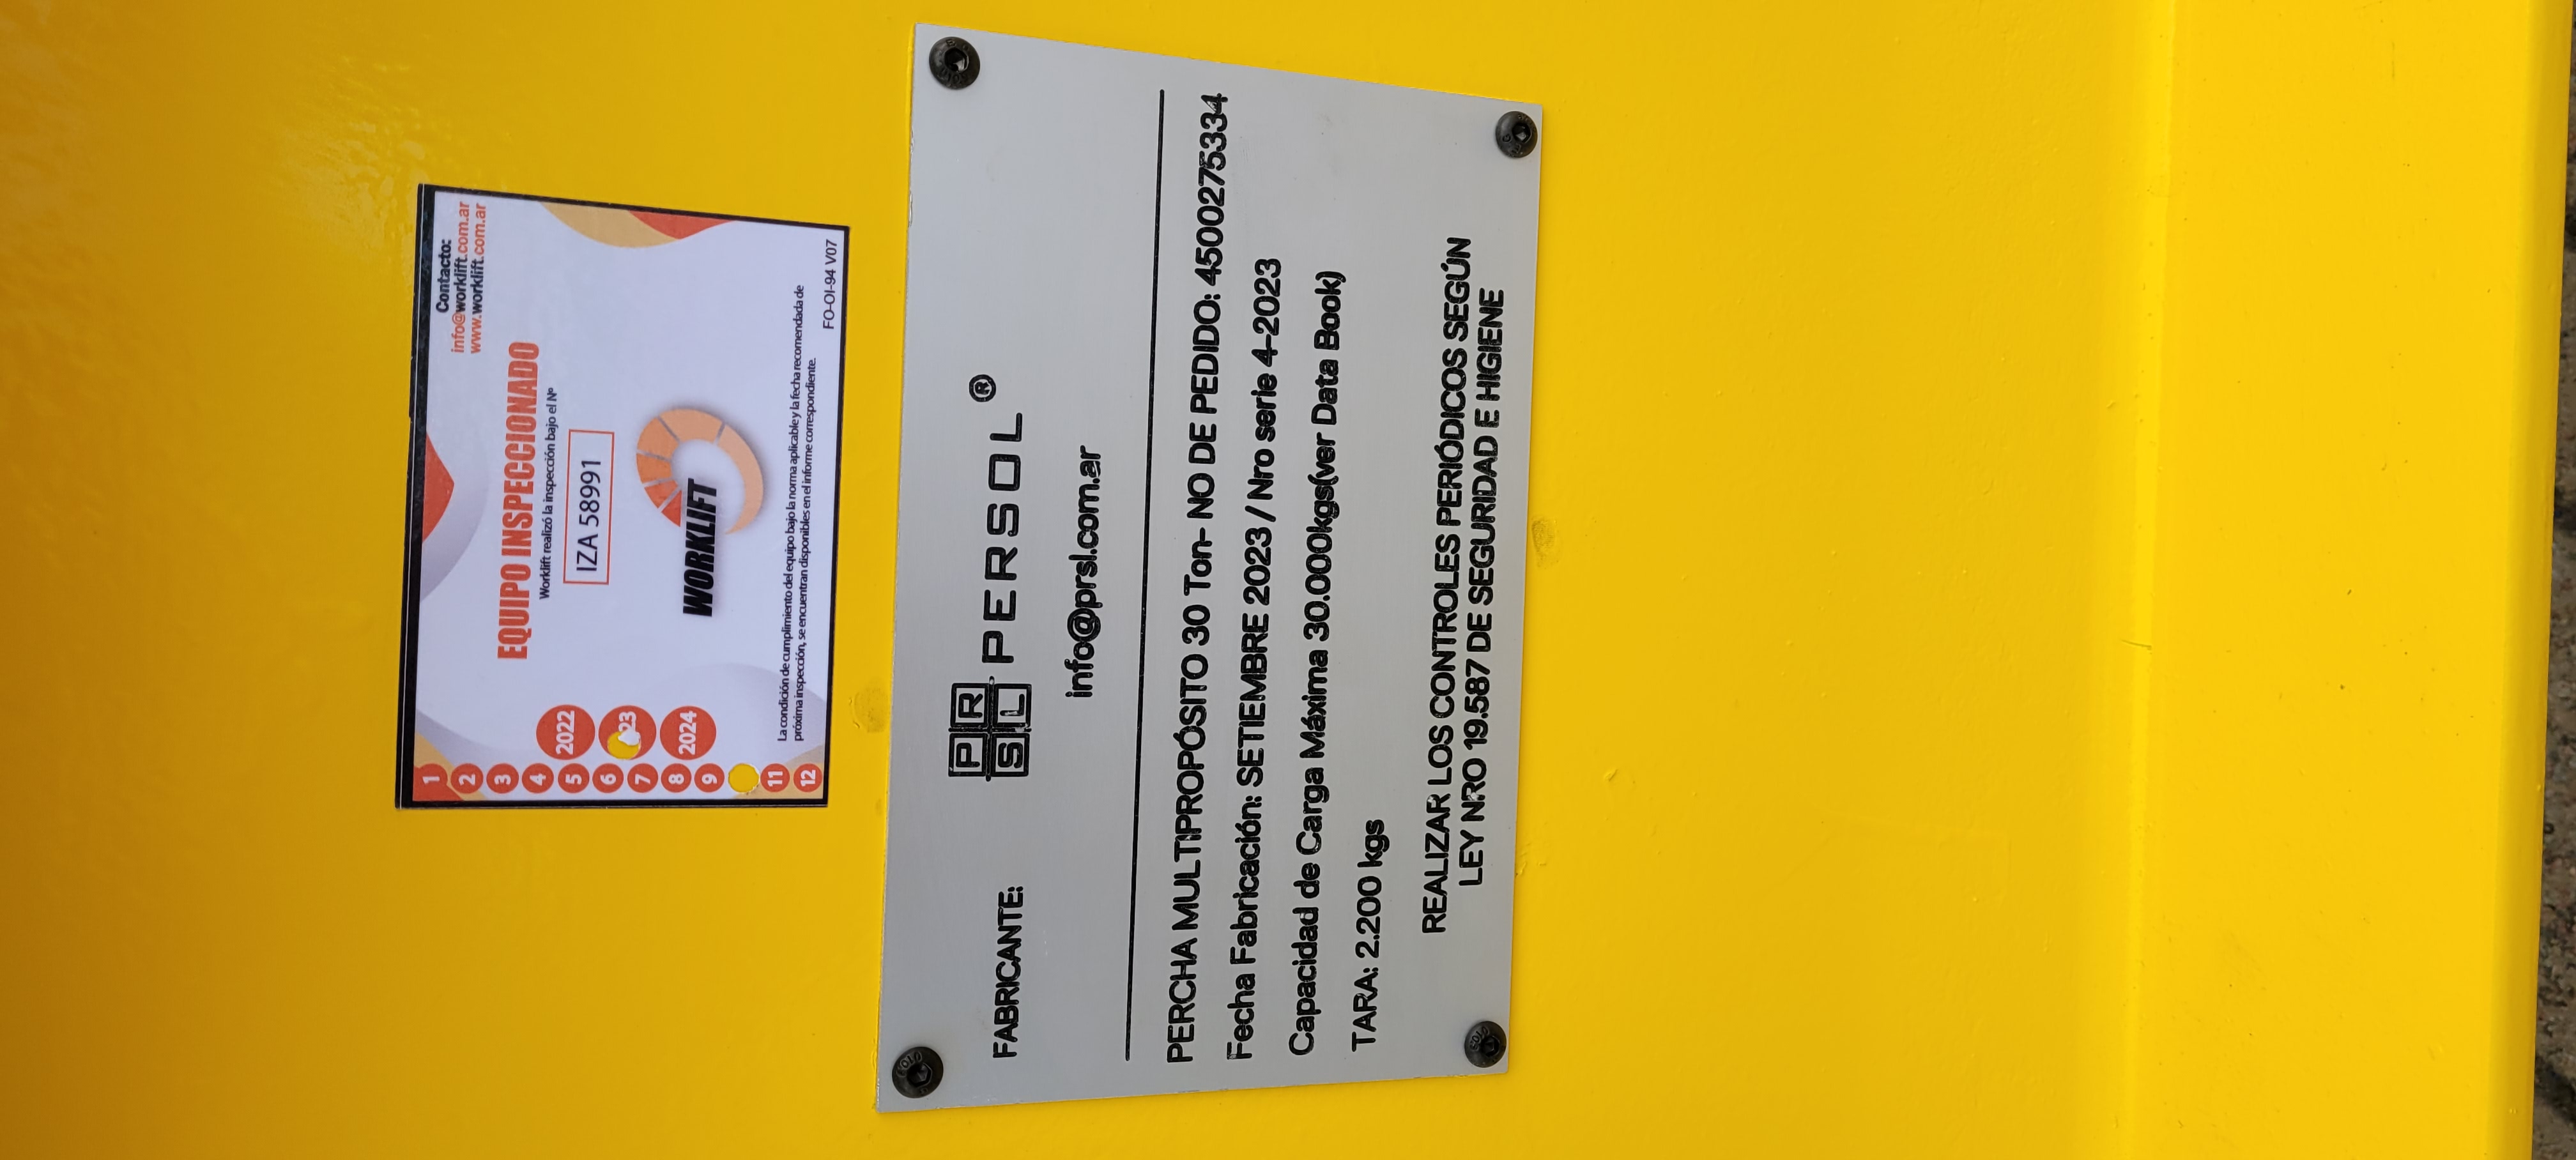 1
2
3
4
5
6
7
8
9
11
12
2022
23
2024
Contacto:
info@worklift.com.ar
www.worklift.com.ar
EQUIPO INSPECCIONADO
Worklift realizó la inspección bajo el Nº
IZA 58991
WORKLIFT
La condición de cumplimiento del equipo bajo la norma aplicable y la fecha recomendada de
próxima inspección, se encuentran disponibles en el informe correspondiente.
FO-OI-94 V07
FABRICANTE:
PR
SL
PERSOL®
info@prsl.com.ar
PERCHA MULTIPROPÓSITO 30 Ton- NO DE PEDIDO: 4500275334
Fecha Fabricación: SETIEMBRE 2023 / Nro serie 4-2023
Capacidad de Carga Máxima 30.000kgs(ver Data Book)
TARA: 2.200 kgs
REALIZAR LOS CONTROLES PERIÓDICOS SEGÚN
LEY NRO 19.587 DE SEGURIDAD E HIGIENE